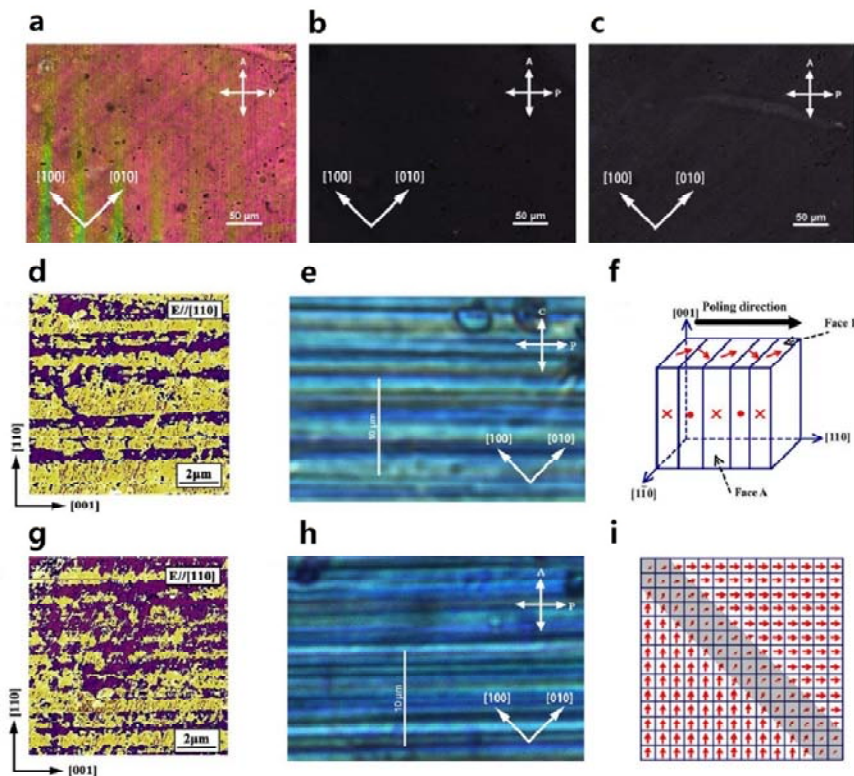 a
b
c
A
P
[100]
[010]
50 µm
A
P
[100]
[010]
50 µm
A
P
[100]
[010]
50 µm
d
e
f
E//[110]
[110]
2µm
[001]
C
P
[100]
[010]
[001]
Poling direction
Face
[110]
[1̄10]
Face A
g
h
i
E//[110]
[110]
2µm
[001]
A
P
10 µm
[100]
[010]